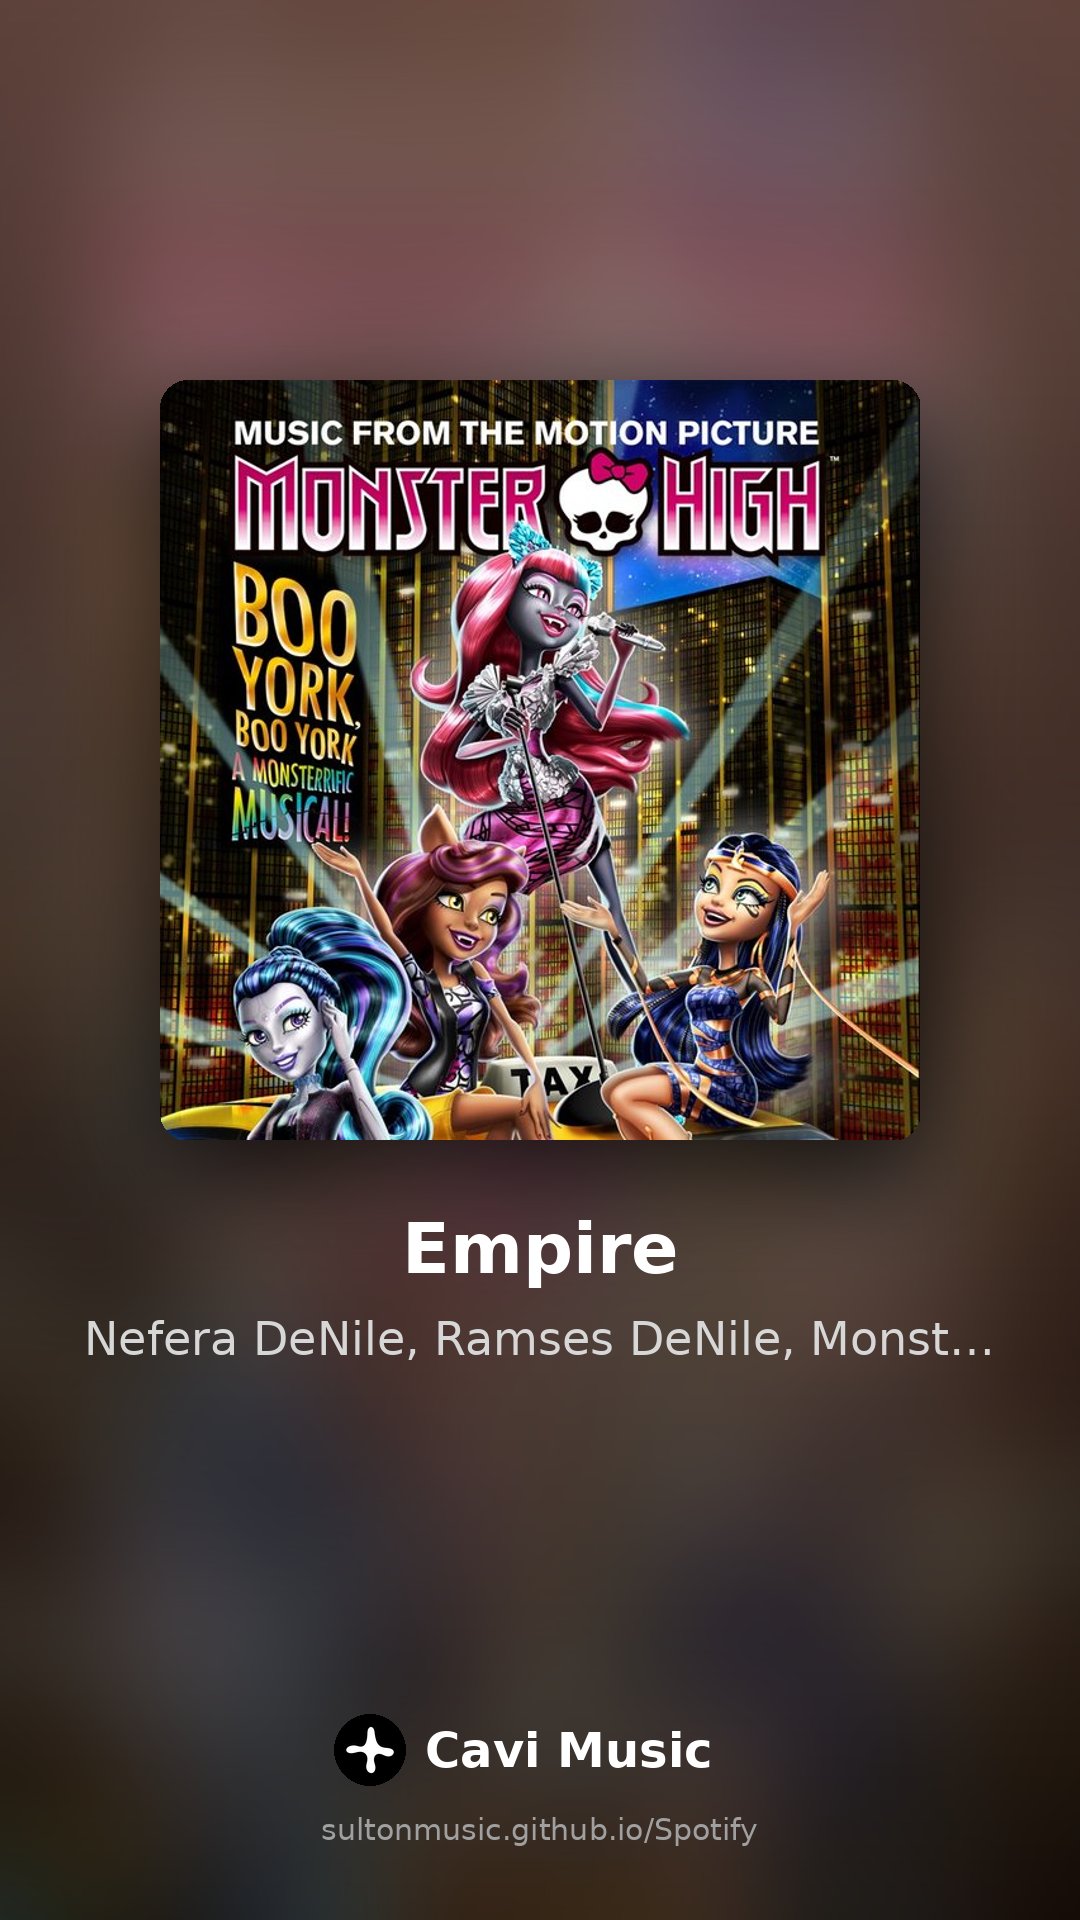 MUSIC FROM THE MOTION PICTURE
MONSTER HIGH™
BOO
YORK,
BOO YORK
A MONSTERRIFIC
MUSICAL!
TAXI
Empire
Nefera DeNile, Ramses DeNile, Monst...
Cavi Music
sultonmusic.github.io/Spotify